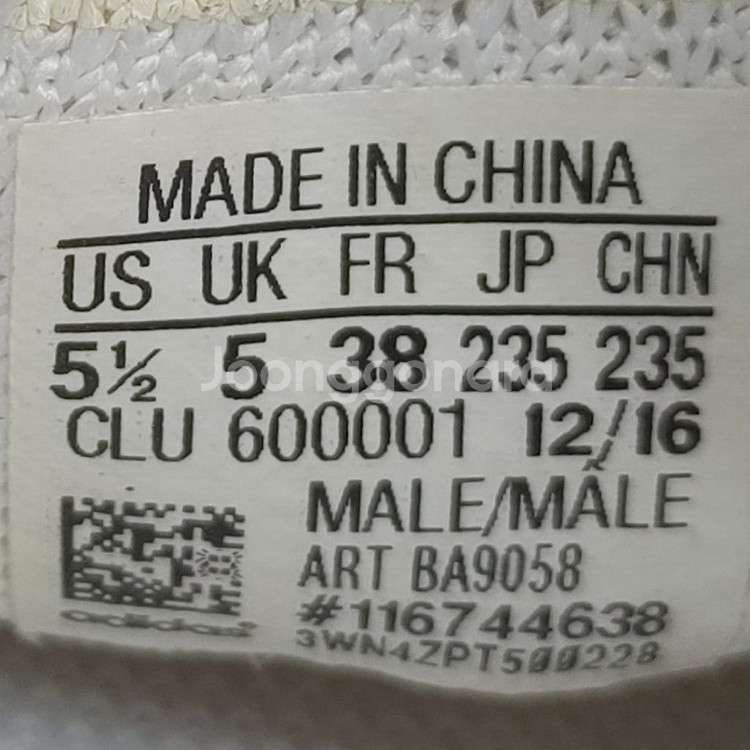 MADE IN CHINA
US UK FR JP CHN
5½ 5 38 235 235
Joonggonara
CLU 600001 12/16
MALE/MÂLE
ART BA9058
#116744638
adidas
3WN4ZPT500228